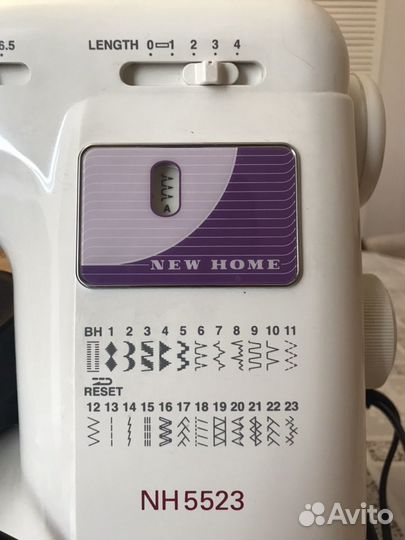 6.5 LENGTH 0 1 2 3 4
A
NEW HOME
BH 1 2 3 4 5 6 7 8 9 10 11
RESET
12 13 14 15 16 17 18 19 20 21 22 23
NH5523
Avito